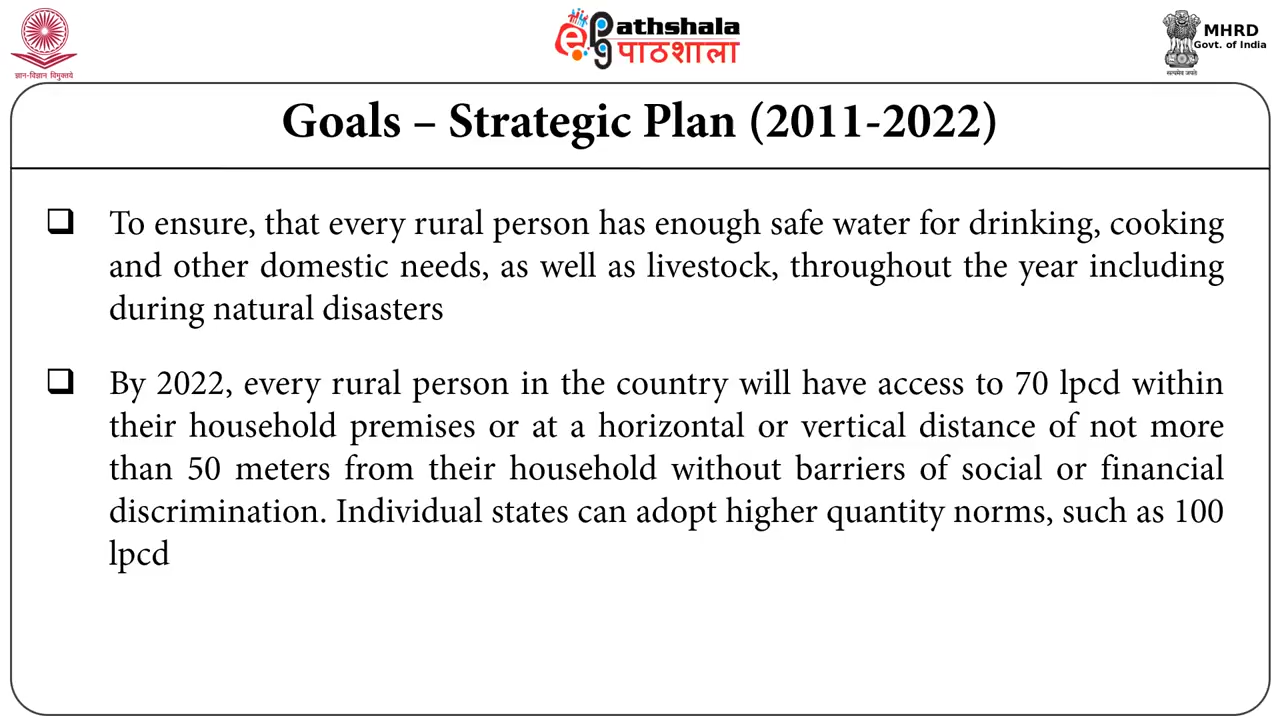 ज्ञान-विज्ञान विमुक्तये
ePG Pathshala
पाठशाला
MHRD
Govt. of India
सत्यमेव जयते
Goals – Strategic Plan (2011-2022)
To ensure, that every rural person has enough safe water for drinking, cooking
and other domestic needs, as well as livestock, throughout the year including
during natural disasters
By 2022, every rural person in the country will have access to 70 lpcd within
their household premises or at a horizontal or vertical distance of not more
than 50 meters from their household without barriers of social or financial
discrimination. Individual states can adopt higher quantity norms, such as 100
lpcd